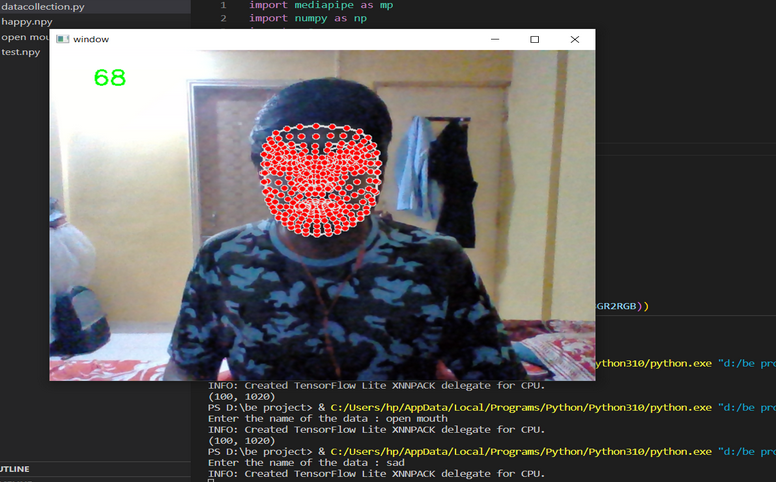 datacollection.py
happy.npy
open mou
test.npy
1 import mediapipe as mp
2 import numpy as np
window
68
GR2RGB))
ython310/python.exe "d:/be pro
INFO: Created TensorFlow Lite XNNPACK delegate for CPU.
(100, 1020)
PS D:\be project> & C:/Users/hp/AppData/Local/Programs/Python/Python310/python.exe "d:/be pro
Enter the name of the data : open mouth
INFO: Created TensorFlow Lite XNNPACK delegate for CPU.
(100, 1020)
PS D:\be project> & C:/Users/hp/AppData/Local/Programs/Python/Python310/python.exe "d:/be pro
Enter the name of the data : sad
INFO: Created TensorFlow Lite XNNPACK delegate for CPU.
UTLINE